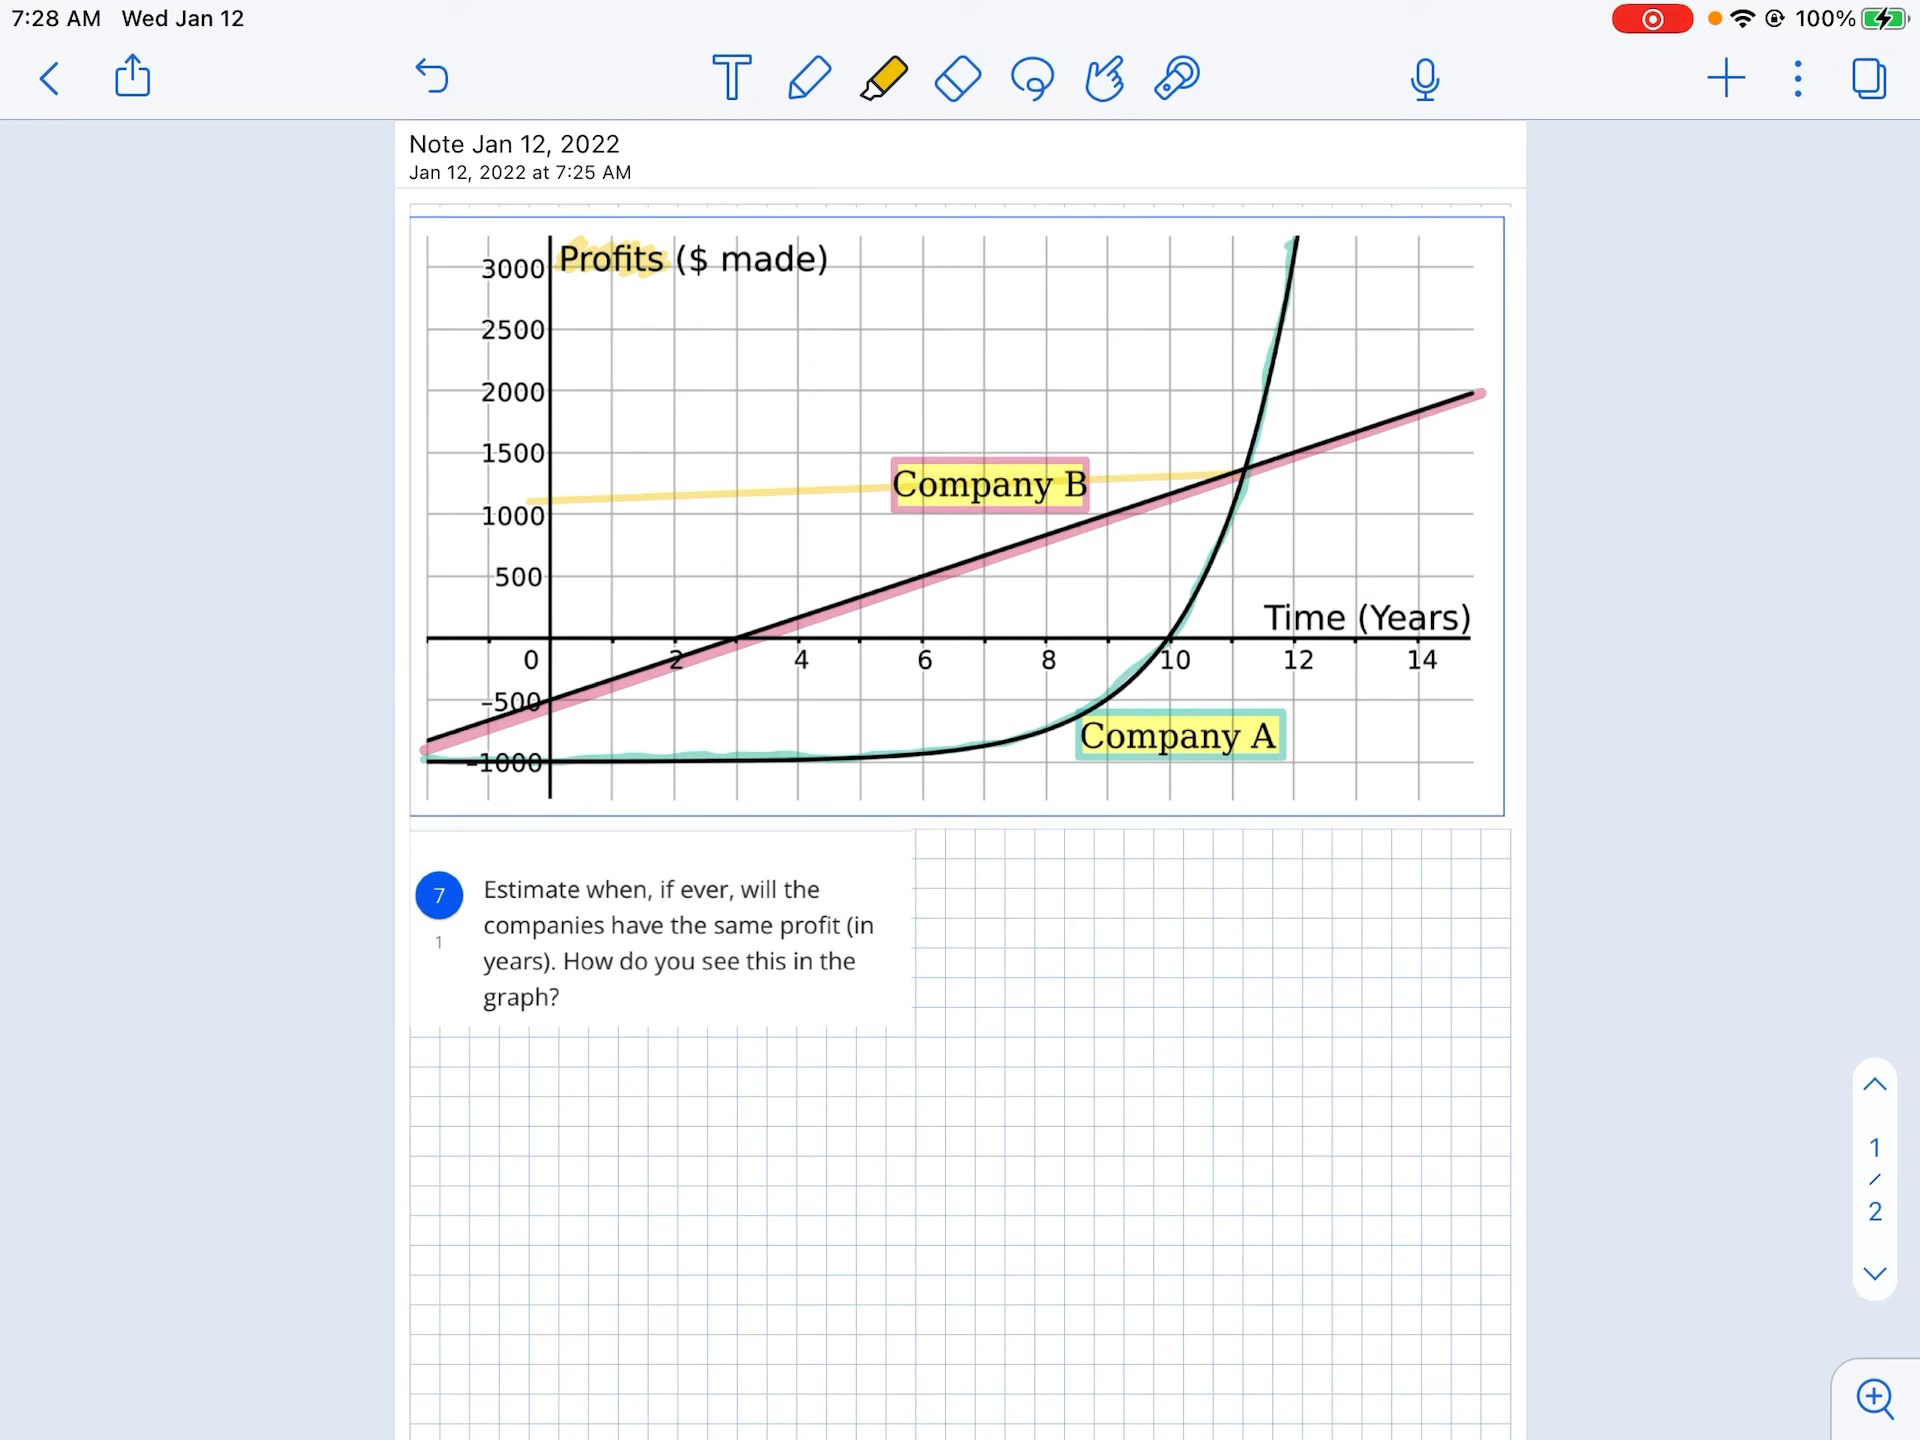 7:28 AM Wed Jan 12
100%
T
Note Jan 12, 2022
Jan 12, 2022 at 7:25 AM
Profits ($ made)
3000
2500
2000
1500
Company B
1000
500
Time (Years)
0 2 4 6 8 10 12 14
−500
Company A
−1000
7 Estimate when, if ever, will the
companies have the same profit (in
1
years). How do you see this in the
graph?
1
/
2